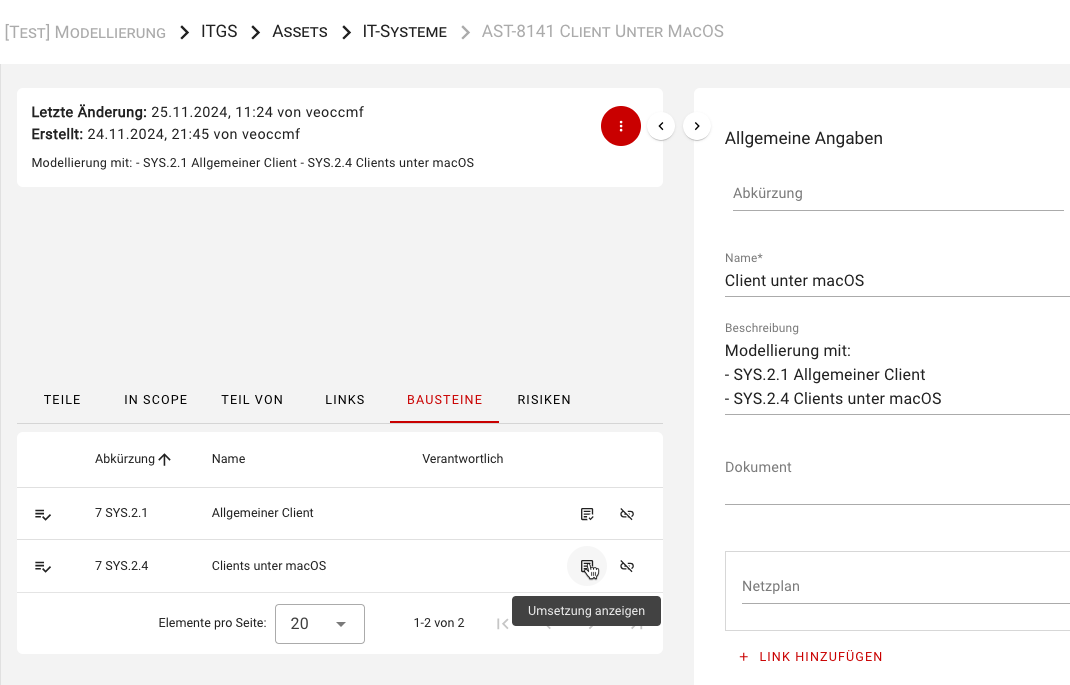 [Test] Modellierung > ITGS > Assets > IT-Systeme > AST-8141 Client Unter MacOS
Letzte Änderung: 25.11.2024, 11:24 von veoccmf
Erstellt: 24.11.2024, 21:45 von veoccmf
Modellierung mit: - SYS.2.1 Allgemeiner Client - SYS.2.4 Clients unter macOS
TEILE IN SCOPE TEIL VON LINKS BAUSTEINE RISIKEN
Abkürzung Name Verantwortlich
7 SYS.2.1 Allgemeiner Client
7 SYS.2.4 Clients unter macOS
Umsetzung anzeigen
Elemente pro Seite: 20 1-2 von 2
Allgemeine Angaben
Abkürzung
Name*
Client unter macOS
Beschreibung
Modellierung mit:
- SYS.2.1 Allgemeiner Client
- SYS.2.4 Clients unter macOS
Dokument
Netzplan
+ LINK HINZUFÜGEN